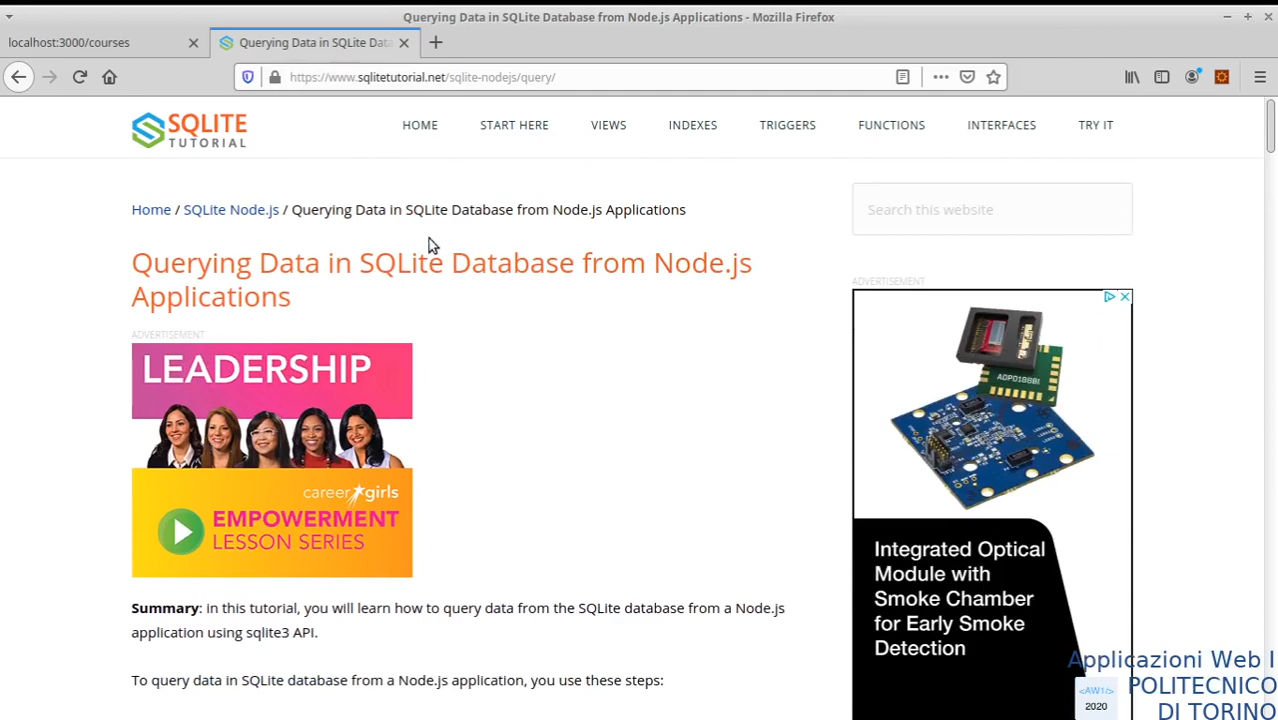 Querying Data in SQLite Database from Node.js Applications - Mozilla Firefox
localhost:3000/courses
Querying Data in SQLite Data
https://www.sqlitetutorial.net/sqlite-nodejs/query/
SQLITE
TUTORIAL
HOME START HERE VIEWS INDEXES TRIGGERS FUNCTIONS INTERFACES TRY IT
Home / SQLite Node.js / Querying Data in SQLite Database from Node.js Applications
Search this website
Querying Data in SQLite Database from Node.js
Applications
ADVERTISEMENT
LEADERSHIP
career girls
EMPOWERMENT
LESSON SERIES
Summary: in this tutorial, you will learn how to query data from the SQLite database from a Node.js
application using sqlite3 API.
To query data in SQLite database from a Node.js application, you use these steps:
ADVERTISEMENT
Integrated Optical
Module with
Smoke Chamber
for Early Smoke
Detection
Applicazioni Web I
POLITECNICO
DI TORINO
<AW1/>
2020